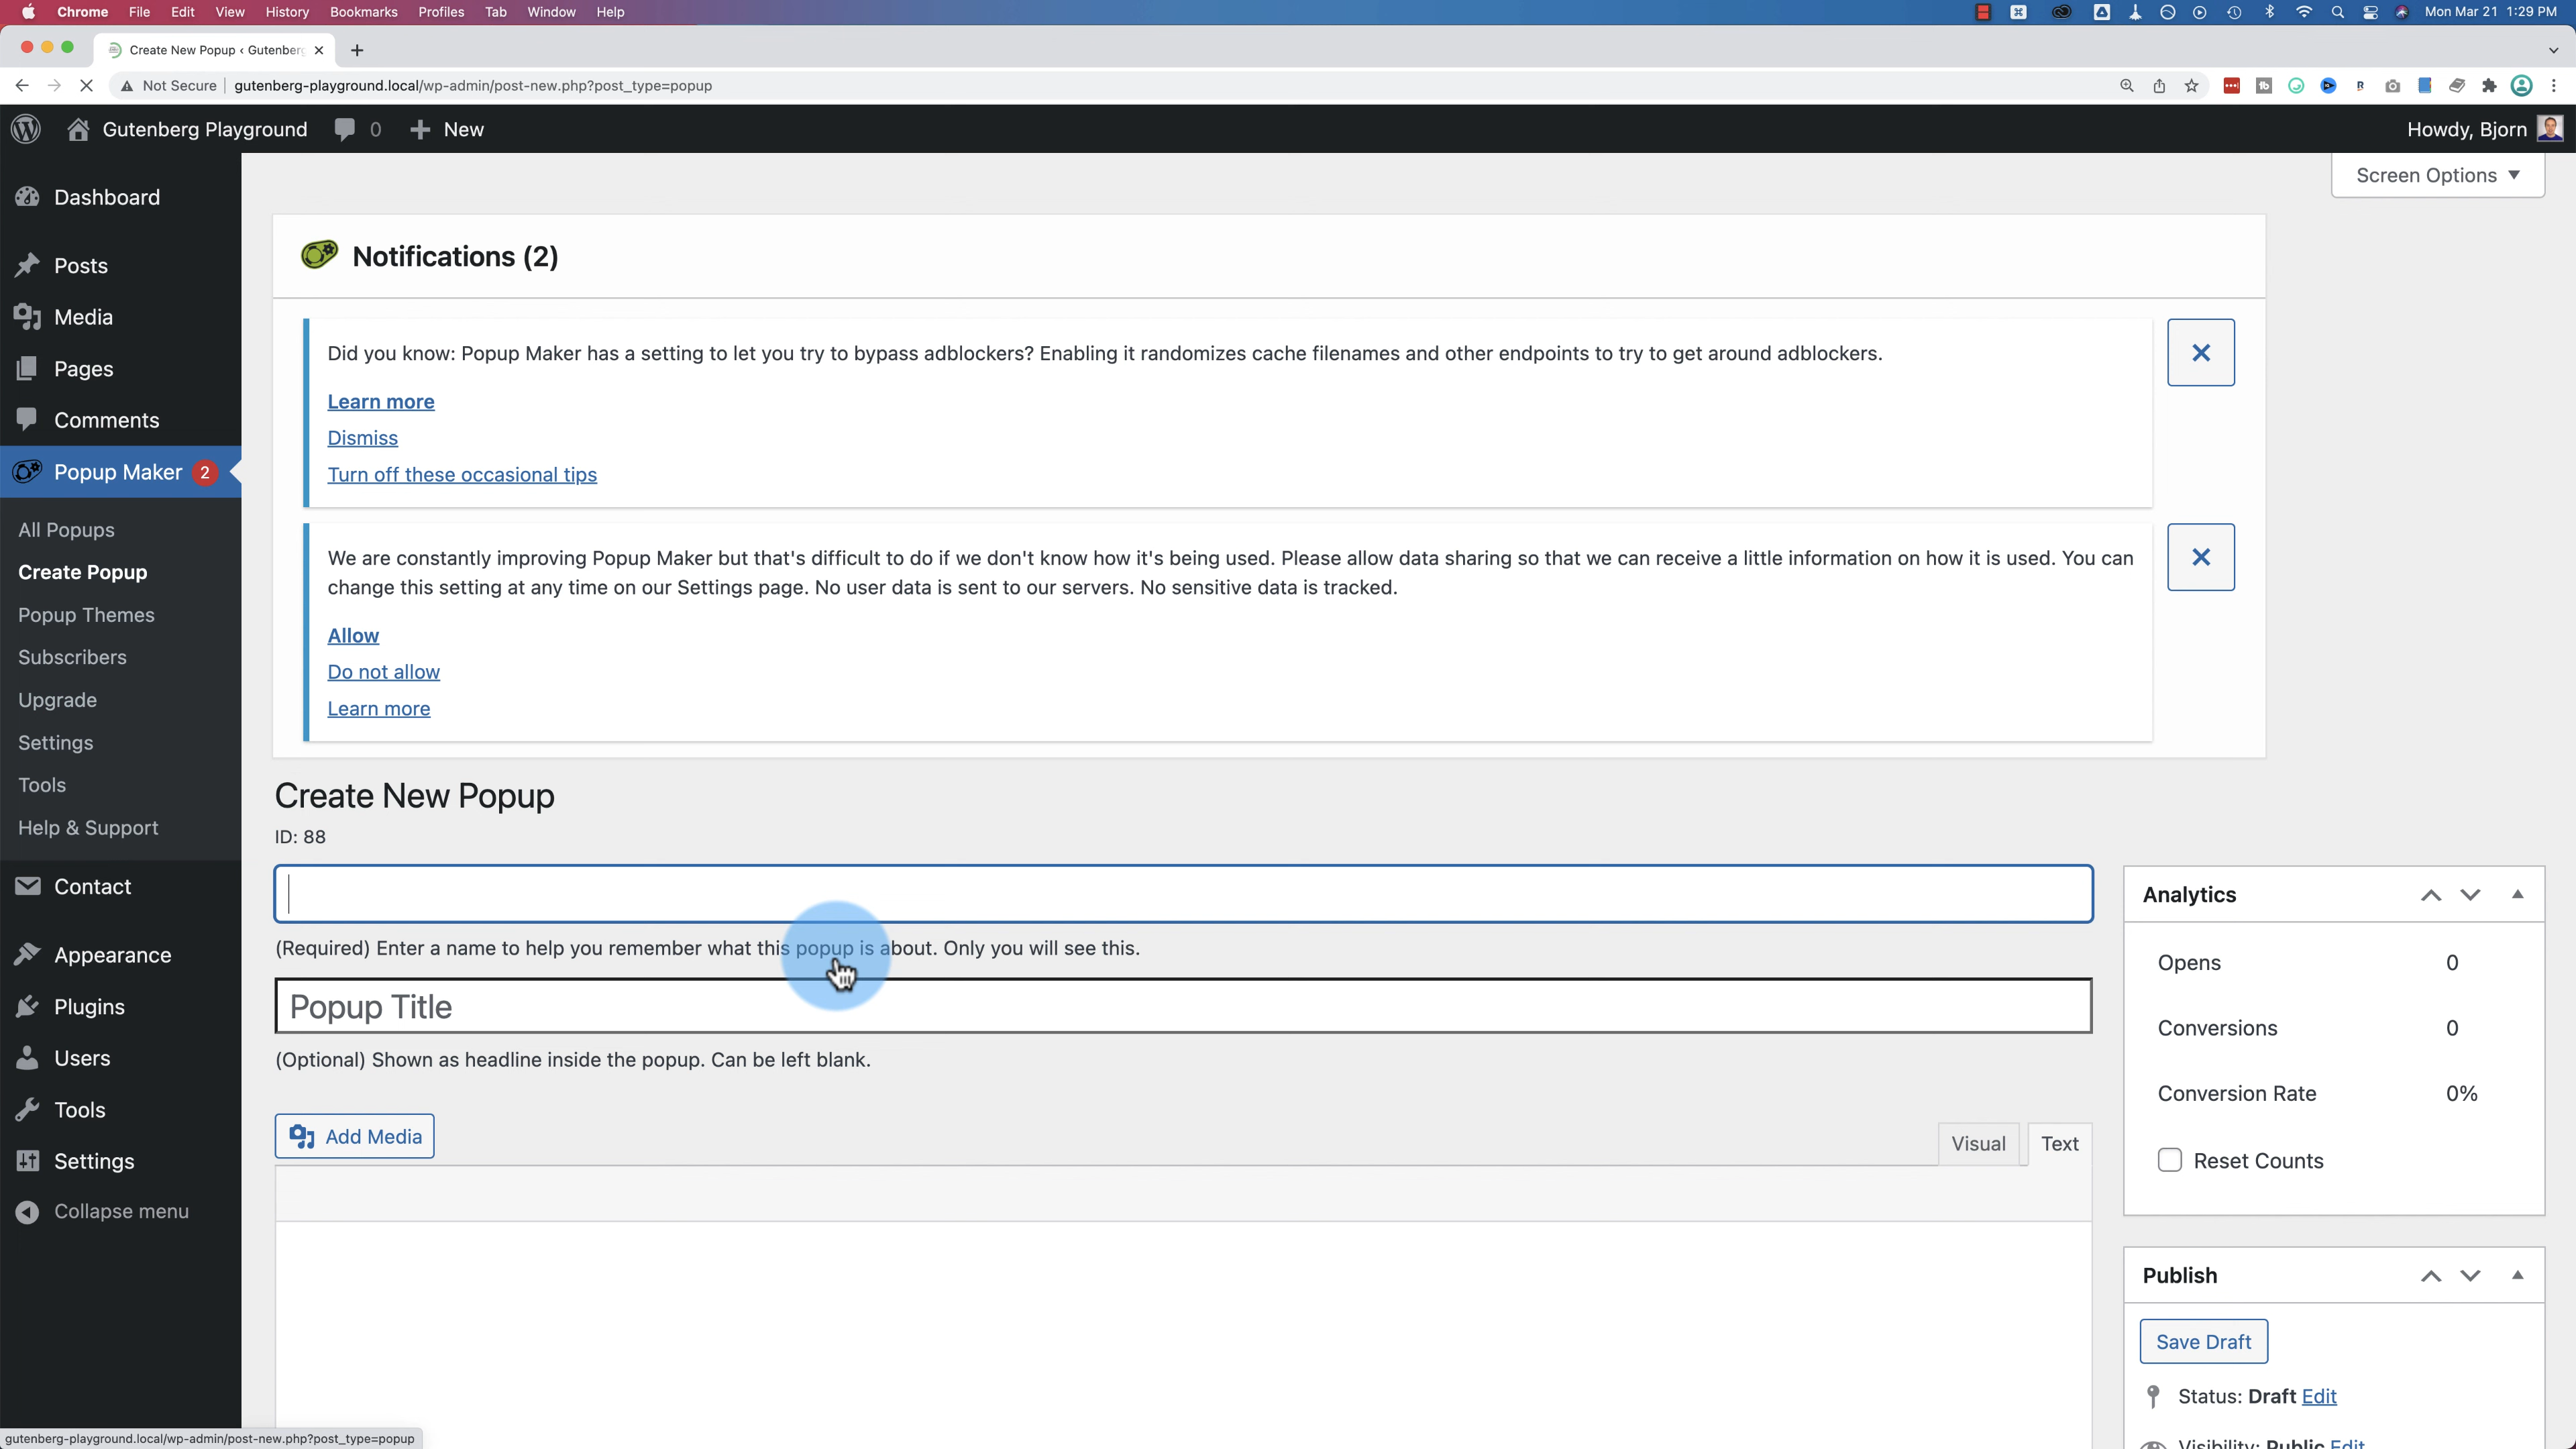 Chrome File Edit View History Bookmarks Profiles Tab Window Help
Mon Mar 21 1:29 PM
Create New Popup ‹ Gutenberg
Not Secure gutenberg-playground.local/wp-admin/post-new.php?post_type=popup
Gutenberg Playground 0 New
Howdy, Bjorn
Screen Options
Dashboard
Posts
Media
Pages
Comments
Popup Maker 2
All Popups
Create Popup
Popup Themes
Subscribers
Upgrade
Settings
Tools
Help & Support
Contact
Appearance
Plugins
Users
Tools
Settings
Collapse menu
Notifications (2)
Did you know: Popup Maker has a setting to let you try to bypass adblockers? Enabling it randomizes cache filenames and other endpoints to try to get around adblockers.
Learn more
Dismiss
Turn off these occasional tips
We are constantly improving Popup Maker but that's difficult to do if we don't know how it's being used. Please allow data sharing so that we can receive a little information on how it is used. You can
change this setting at any time on our Settings page. No user data is sent to our servers. No sensitive data is tracked.
Allow
Do not allow
Learn more
Create New Popup
ID: 88
(Required) Enter a name to help you remember what this popup is about. Only you will see this.
Popup Title
(Optional) Shown as headline inside the popup. Can be left blank.
Add Media
Visual Text
Analytics
Opens 0
Conversions 0
Conversion Rate 0%
Reset Counts
Publish
Save Draft
Status: Draft Edit
Visibility: Public Edit
gutenberg-playground.local/wp-admin/post-new.php?post_type=popup